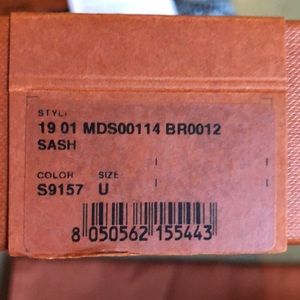 STYLE
19 01 MDS00114 BR0012
SASH
COLOR SIZE
S9157 U
8 050562 155443